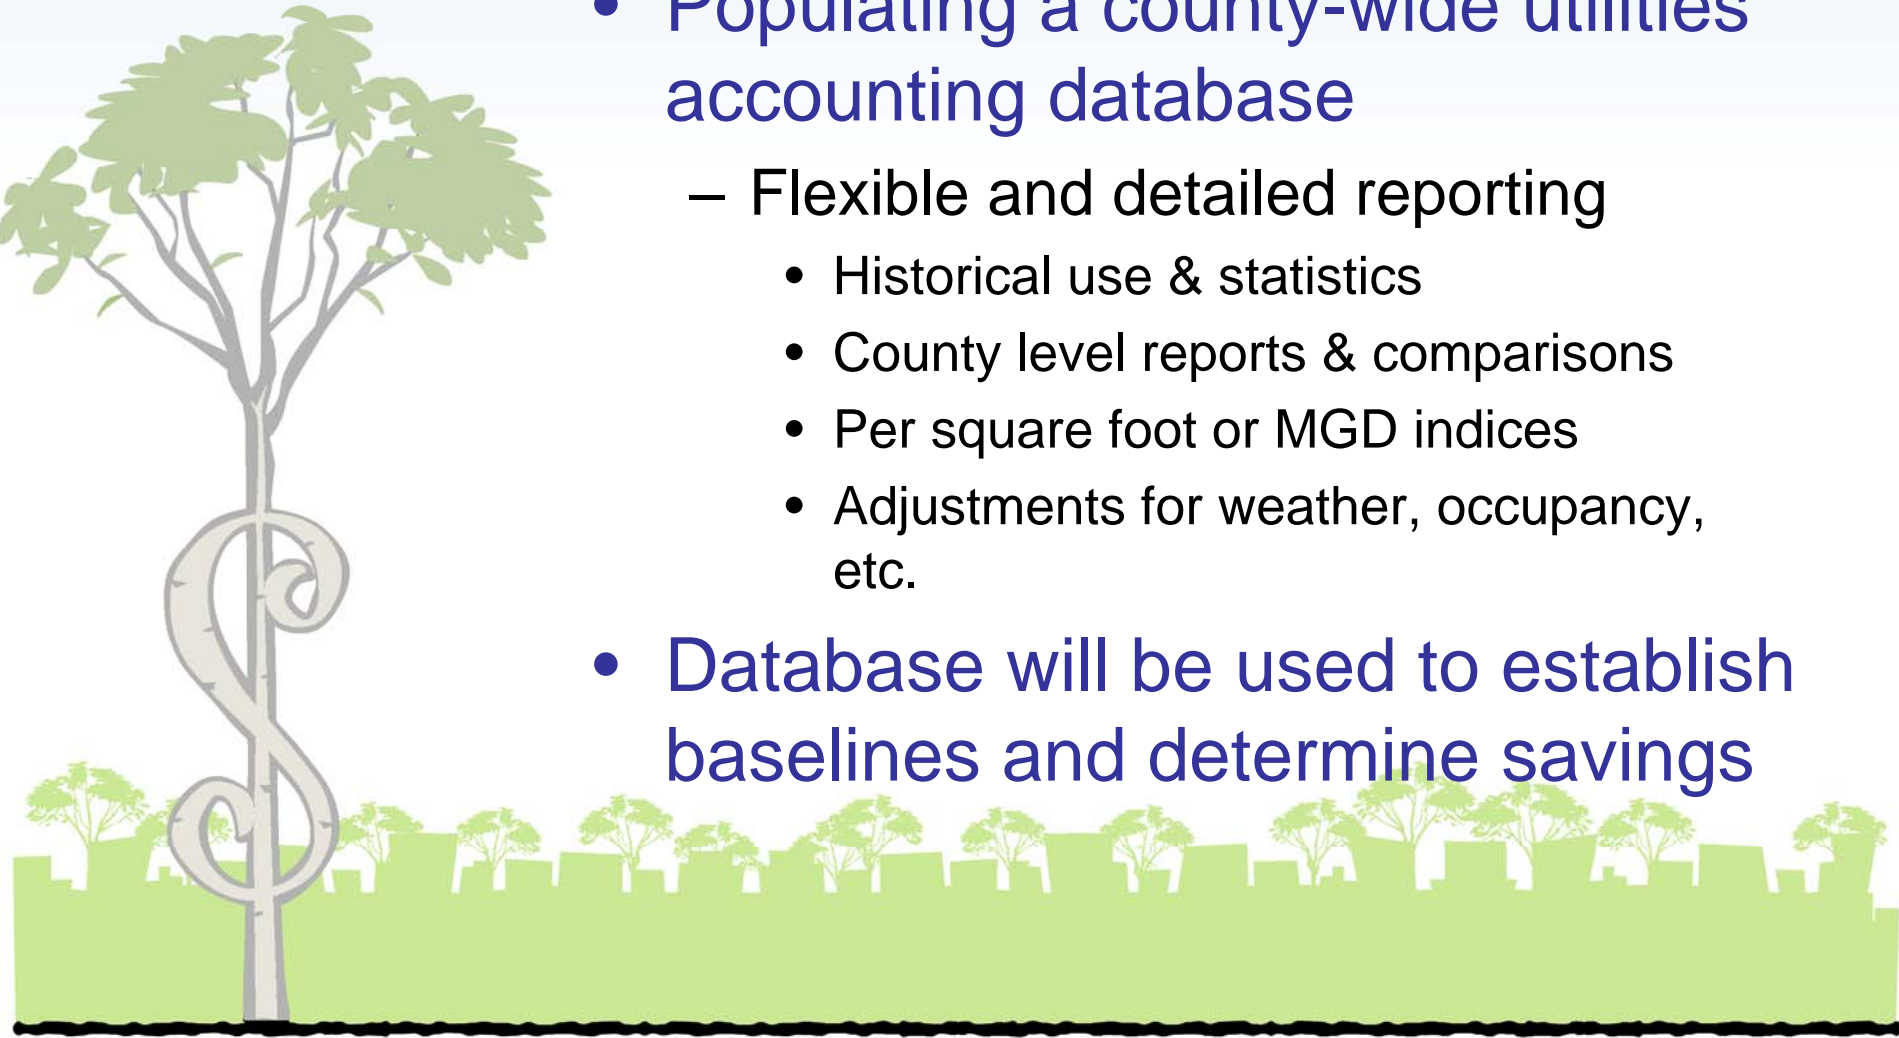 • Populating a county-wide utilities
accounting database
– Flexible and detailed reporting
• Historical use & statistics
• County level reports & comparisons
• Per square foot or MGD indices
• Adjustments for weather, occupancy,
etc.
• Database will be used to establish
baselines and determine savings